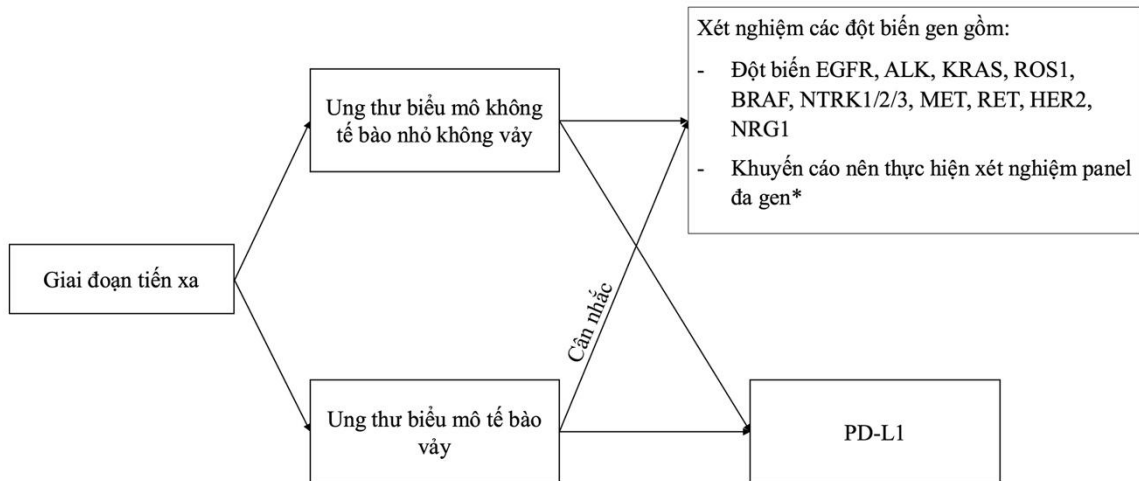 Xét nghiệm các đột biến gen gồm:
- Đột biến EGFR, ALK, KRAS, ROS1,
BRAF, NTRK1/2/3, MET, RET, HER2,
NRG1
- Khuyến cáo nên thực hiện xét nghiệm panel
đa gen*
Ung thư biểu mô không
tế bào nhỏ không vảy
Giai đoạn tiến xa
Cân nhắc
Ung thư biểu mô tế bào
vảy
PD-L1